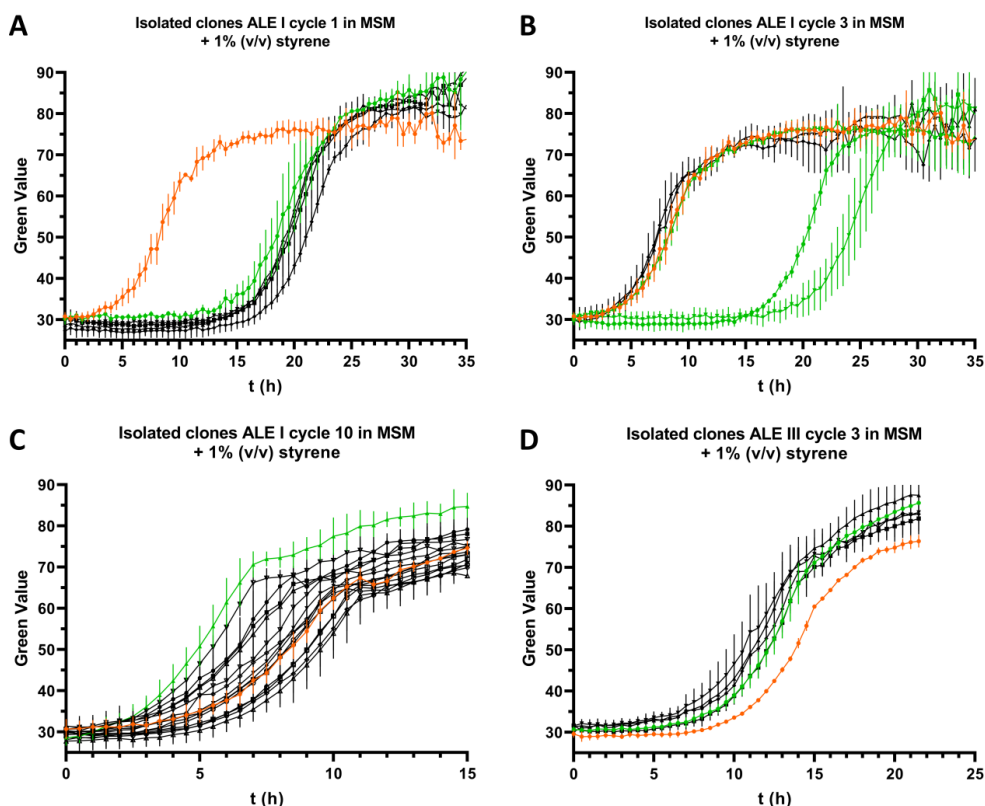 A
Isolated clones ALE I cycle 1 in MSM
+ 1% (v/v) styrene
Green Value
90
80
70
60
50
40
30
0
5
10
15
20
25
30
35
t (h)
B
Isolated clones ALE I cycle 3 in MSM
+ 1% (v/v) styrene
Green Value
90
80
70
60
50
40
30
0
5
10
15
20
25
30
35
t (h)
C
Isolated clones ALE I cycle 10 in MSM
+ 1% (v/v) styrene
Green Value
90
80
70
60
50
40
30
0
5
10
15
t (h)
D
Isolated clones ALE III cycle 3 in MSM
+ 1% (v/v) styrene
Green Value
90
80
70
60
50
40
30
0
5
10
15
20
25
t (h)